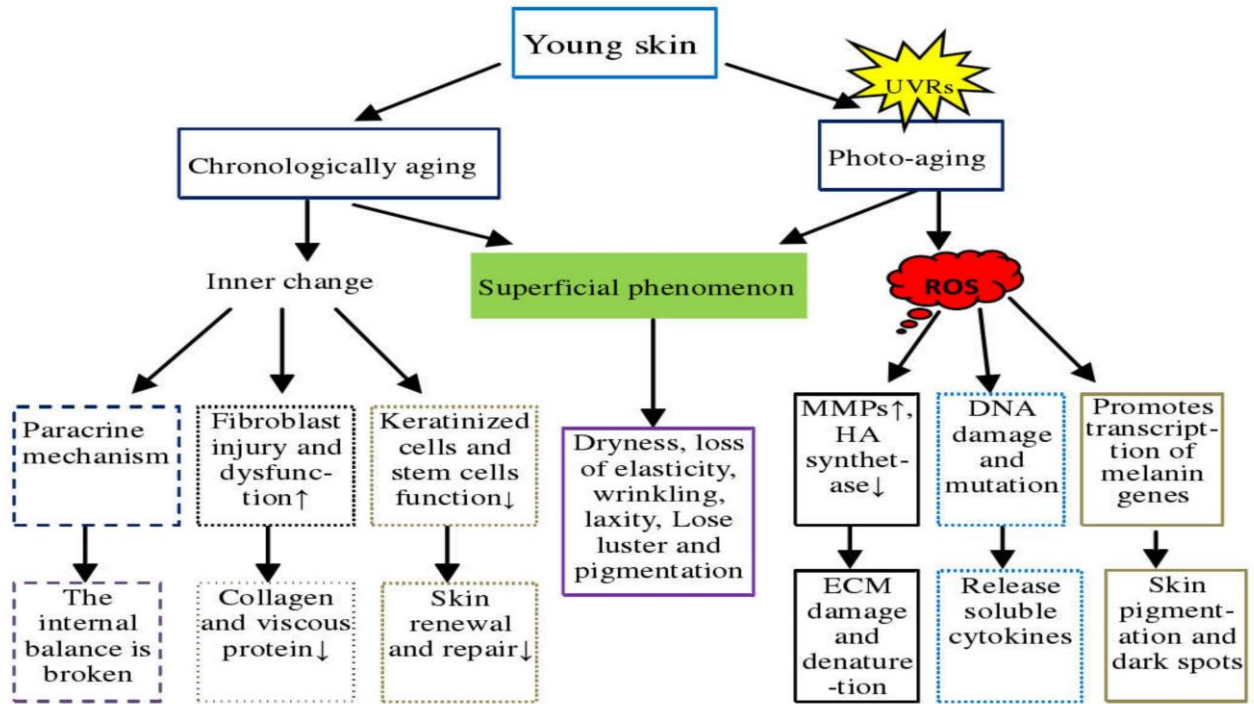 Young skin
UVRs
Chronologically aging
Photo-aging
Inner change
Superficial phenomenon
ROS
Paracrine
mechanism
Fibroblast
injury and
dysfunc-
tion↑
Keratinized
cells and
stem cells
function↓
Dryness, loss
of elasticity,
wrinkling,
laxity, Lose
luster and
pigmentation
MMPs↑,
HA
synthet-
ase↓
DNA
damage
and
mutation
Promotes
transcript-
tion of
melanin
genes
The
internal
balance is
broken
Collagen
and viscous
protein↓
Skin
renewal
and repair↓
ECM
damage
and
denature
-tion
Release
soluble
cytokines
Skin
pigment-
ation and
dark spots